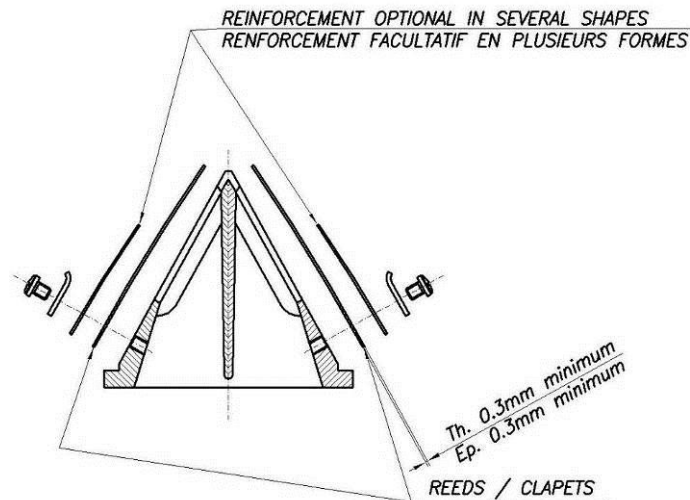 REINFORCEMENT OPTIONAL IN SEVERAL SHAPES
RENFORCEMENT FACULTATIF EN PLUSIEURS FORMES
Th. 0.3mm minimum
Ep. 0.3mm minimum
REEDS / CLAPETS